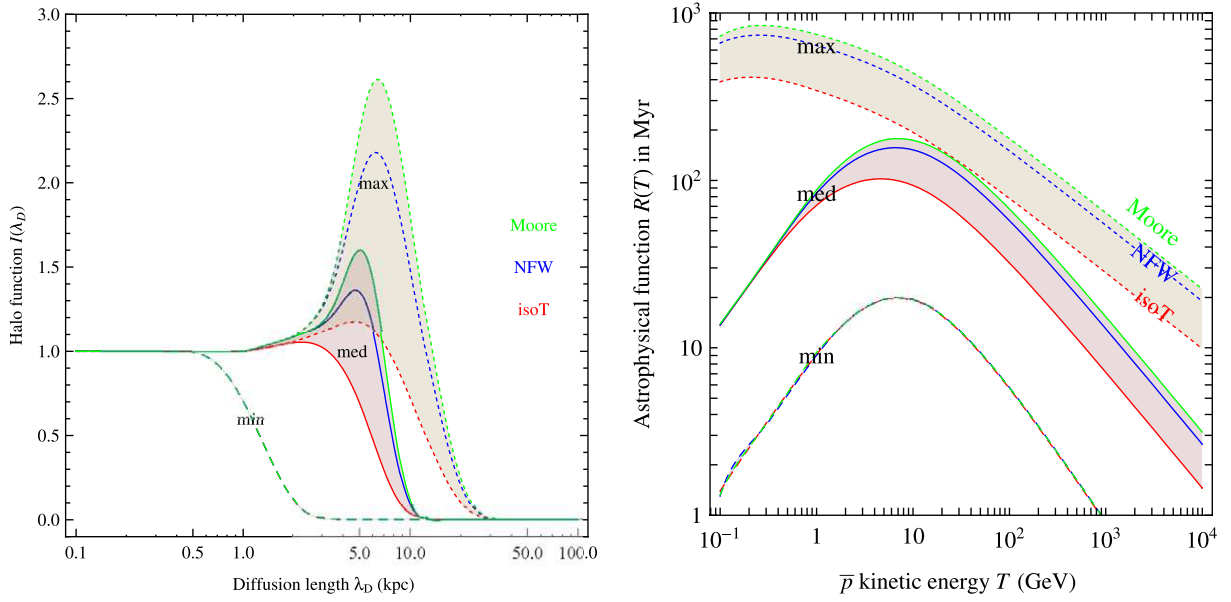 3.0
2.5
2.0
1.5
1.0
0.5
0.0
Halo function I(λ_D)
max
med
min
Moore
NFW
isoT
0.1
0.5
1.0
5.0
10.0
50.0
100.0
Diffusion length λ_D (kpc)
10³
10²
10
1
Astrophysical function R(T) in Myr
max
med
min
Moore
NFW
isoT
10⁻¹
1
10
10²
10³
10⁴
p̅ kinetic energy T (GeV)